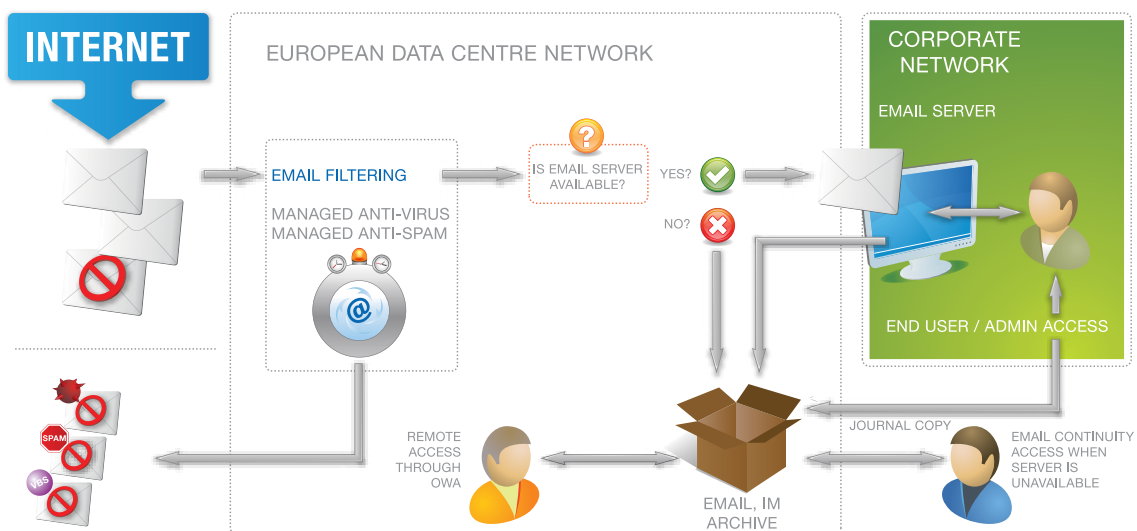 INTERNET
EUROPEAN DATA CENTRE NETWORK
CORPORATE
NETWORK
EMAIL SERVER
EMAIL FILTERING
MANAGED ANTI-VIRUS
MANAGED ANTI-SPAM
@
?
IS EMAIL SERVER
AVAILABLE?
YES?
NO?
END USER / ADMIN ACCESS
SPAM
VBS
REMOTE
ACCESS
THROUGH
OWA
JOURNAL COPY
EMAIL, IM
ARCHIVE
EMAIL CONTINUITY
ACCESS WHEN
SERVER IS
UNAVAILABLE